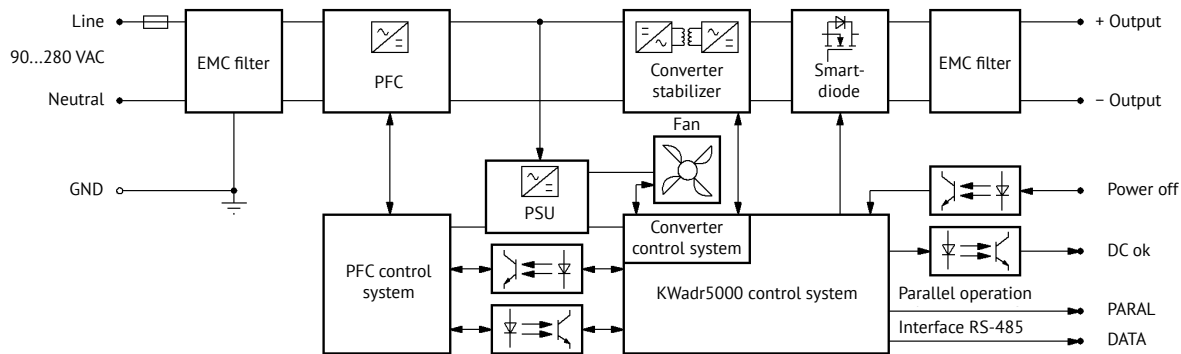 Line
+ Output
90...280 VAC
EMC filter
PFC
Converter
stabilizer
Smart-
diode
EMC filter
Neutral
− Output
Fan
GND
PSU
Power off
Converter
control system
DC ok
PFC control
system
KWadr5000 control system
Parallel operation
PARAL
Interface RS-485
DATA